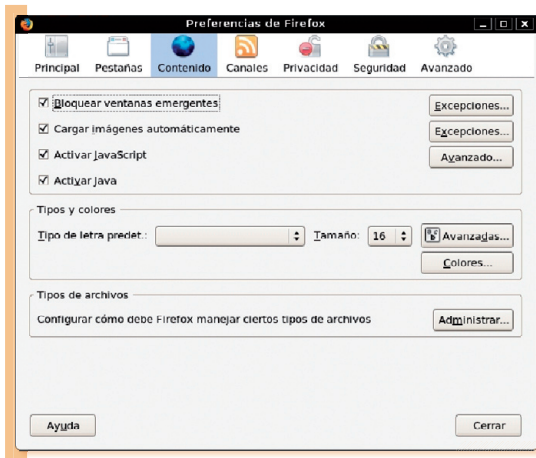 Preferencias de Firefox
Principal Pestañas Contenido Canales Privacidad Seguridad Avanzado
Bloquear ventanas emergentes Excepciones...
Cargar imágenes automáticamente Excepciones...
Activar JavaScript Avanzado...
Activar Java
Tipos y colores
Tipo de letra predet.: Tamaño: 16 Avanzadas...
Colores...
Tipos de archivos
Configurar cómo debe Firefox manejar ciertos tipos de archivos Administrar...
Ayuda Cerrar